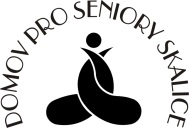 DOMOV PRO SENIORY SKALICE